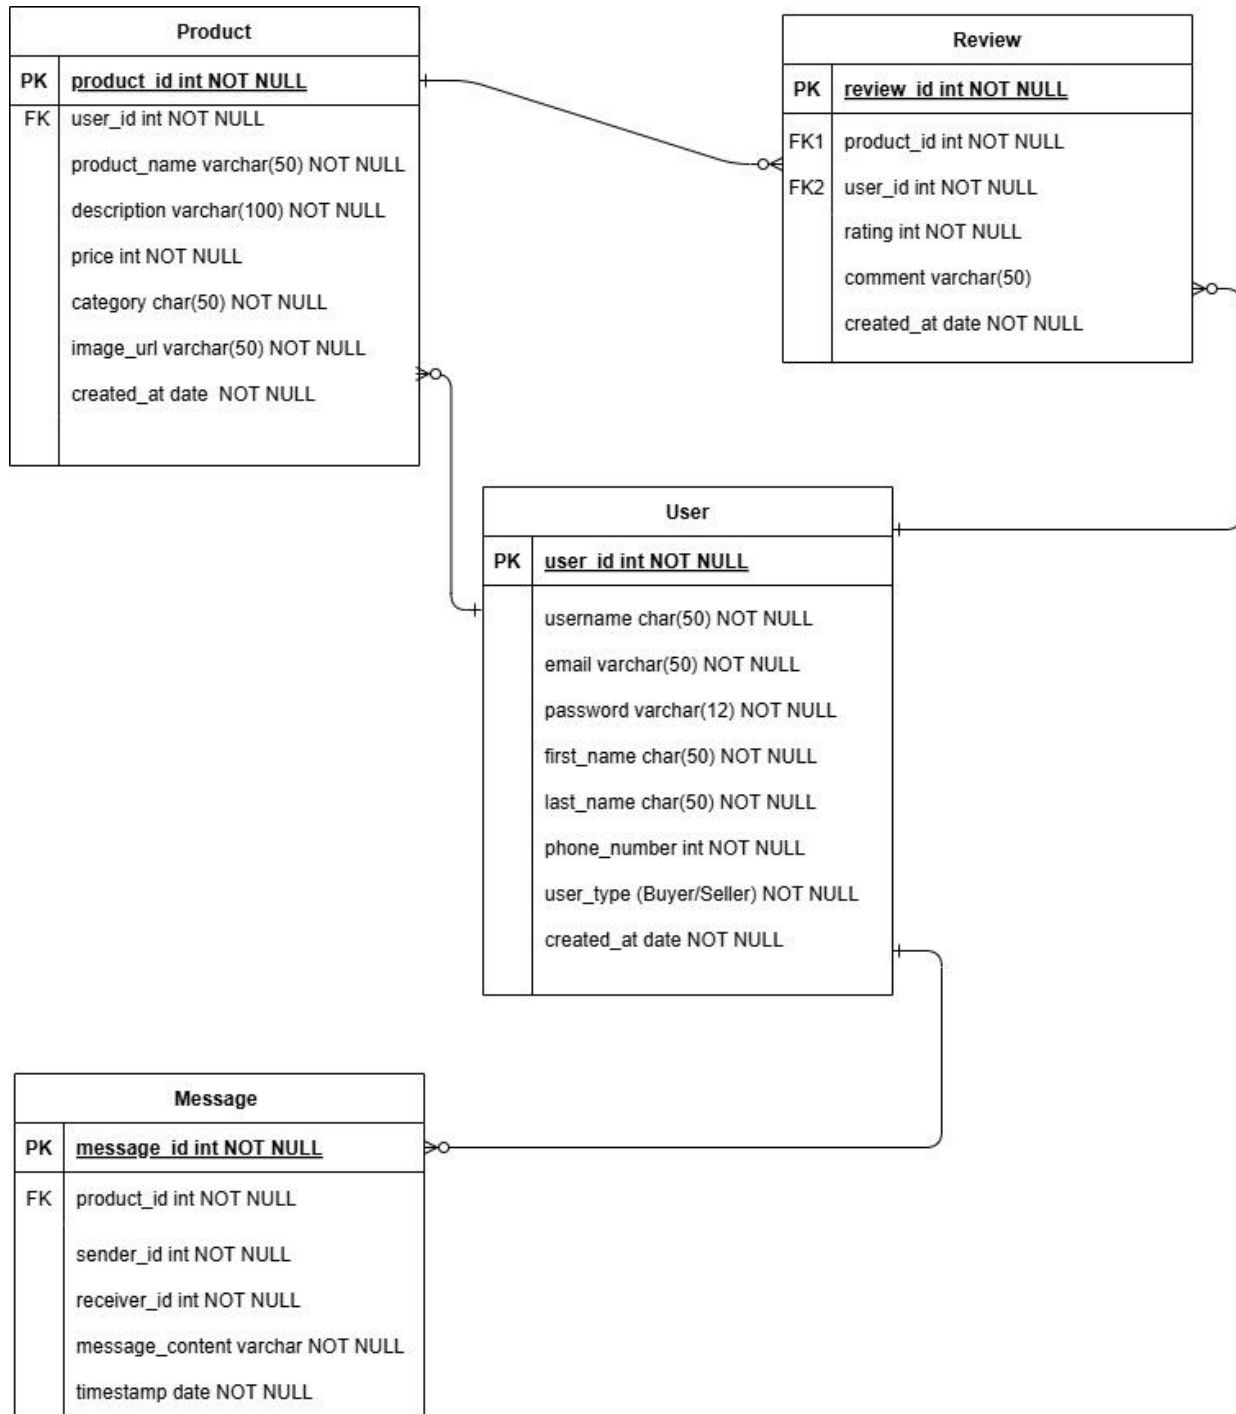 Product
PK product_id int NOT NULL
FK user_id int NOT NULL
product_name varchar(50) NOT NULL
description varchar(100) NOT NULL
price int NOT NULL
category char(50) NOT NULL
image_url varchar(50) NOT NULL
created_at date NOT NULL
Review
PK review_id int NOT NULL
FK1 product_id int NOT NULL
FK2 user_id int NOT NULL
rating int NOT NULL
comment varchar(50)
created_at date NOT NULL
User
PK user_id int NOT NULL
username char(50) NOT NULL
email varchar(50) NOT NULL
password varchar(12) NOT NULL
first_name char(50) NOT NULL
last_name char(50) NOT NULL
phone_number int NOT NULL
user_type (Buyer/Seller) NOT NULL
created_at date NOT NULL
Message
PK message_id int NOT NULL
FK product_id int NOT NULL
sender_id int NOT NULL
receiver_id int NOT NULL
message_content varchar NOT NULL
timestamp date NOT NULL